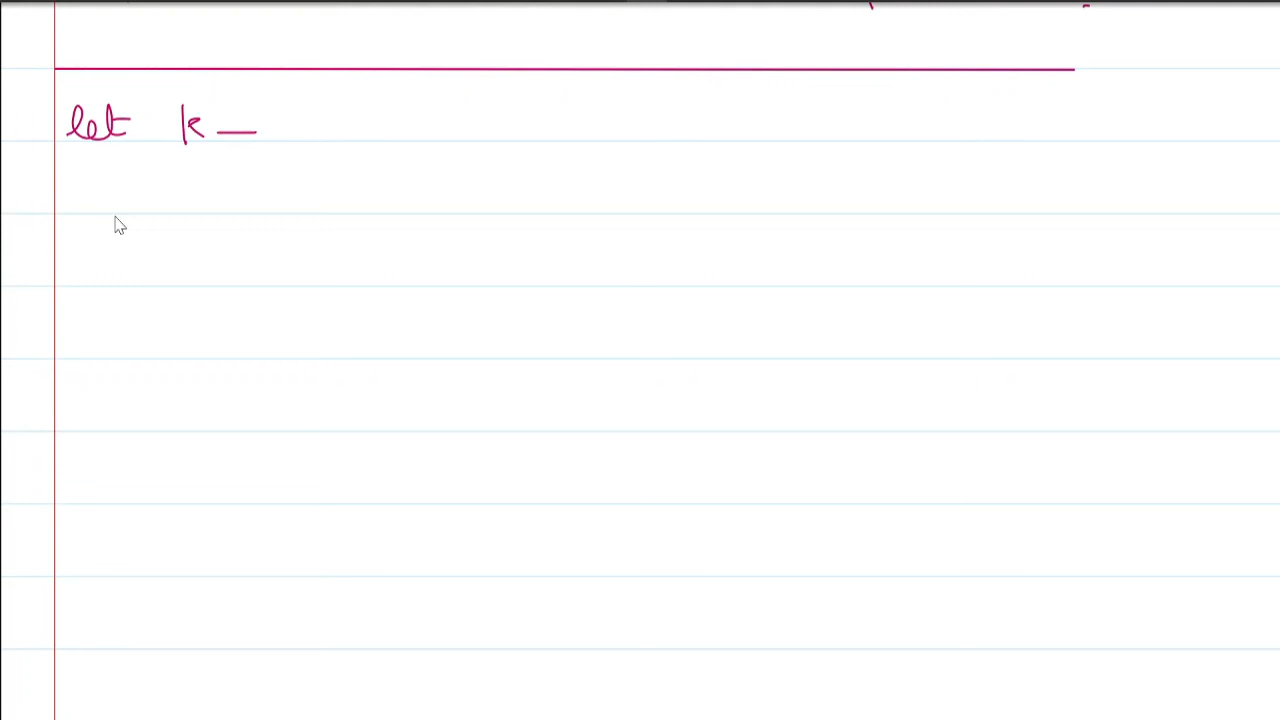 let k —